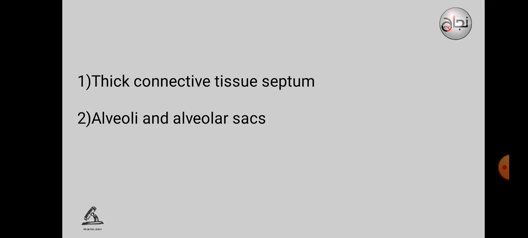 نجاح
1)Thick connective tissue septum
2)Alveoli and alveolar sacs